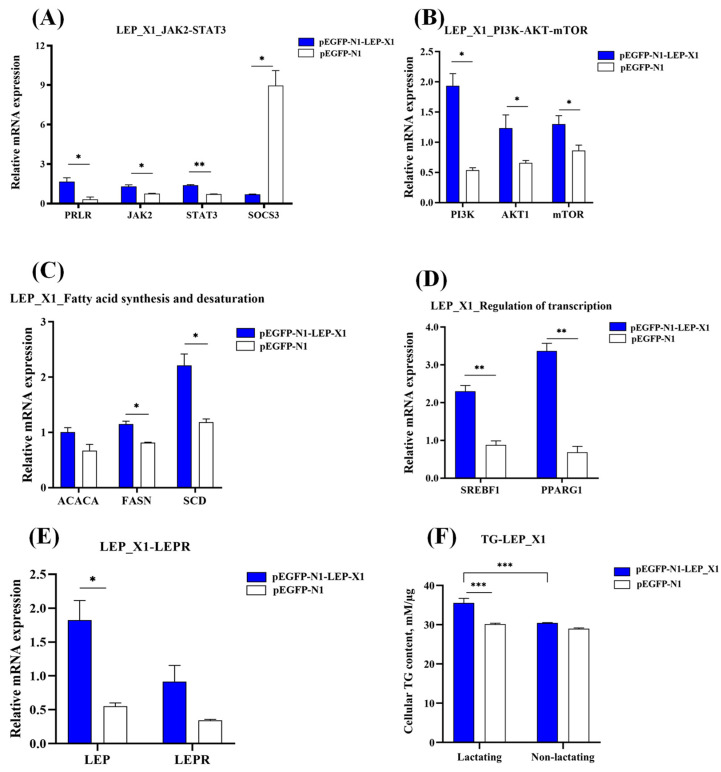 (A)
LEP_X1_JAK2-STAT3
pEGFP-N1-LEP-X1
pEGFP-N1
Relative mRNA expression
12
9
6
3
0
*
*
**
*
PRLR JAK2 STAT3 SOCS3
(B)
LEP_X1_PI3K-AKT-mTOR
pEGFP-N1-LEP-X1
pEGFP-N1
Relative mRNA expression
2.5
2.0
1.5
1.0
0.5
0.0
*
*
*
PI3K AKT1 mTOR
(C)
LEP_X1_Fatty acid synthesis and desaturation
pEGFP-N1-LEP-X1
pEGFP-N1
Relative mRNA expression
3
2
1
0
*
*
ACACA FASN SCD
(D)
LEP_X1_Regulation of transcription
pEGFP-N1-LEP-X1
pEGFP-N1
Relative mRNA expression
4.0
3.0
2.0
1.0
0.0
**
**
SREBF1 PPARG1
(E)
LEP_X1-LEPR
pEGFP-N1-LEP-X1
pEGFP-N1
Relative mRNA expression
2.5
2.0
1.5
1.0
0.5
0.0
*
LEP LEPR
(F)
TG-LEP_X1
pEGFP-N1-LEP_X1
pEGFP-N1
Cellular TG content, mM/μg
40
30
20
10
0
***
***
Lactating Non-lactating